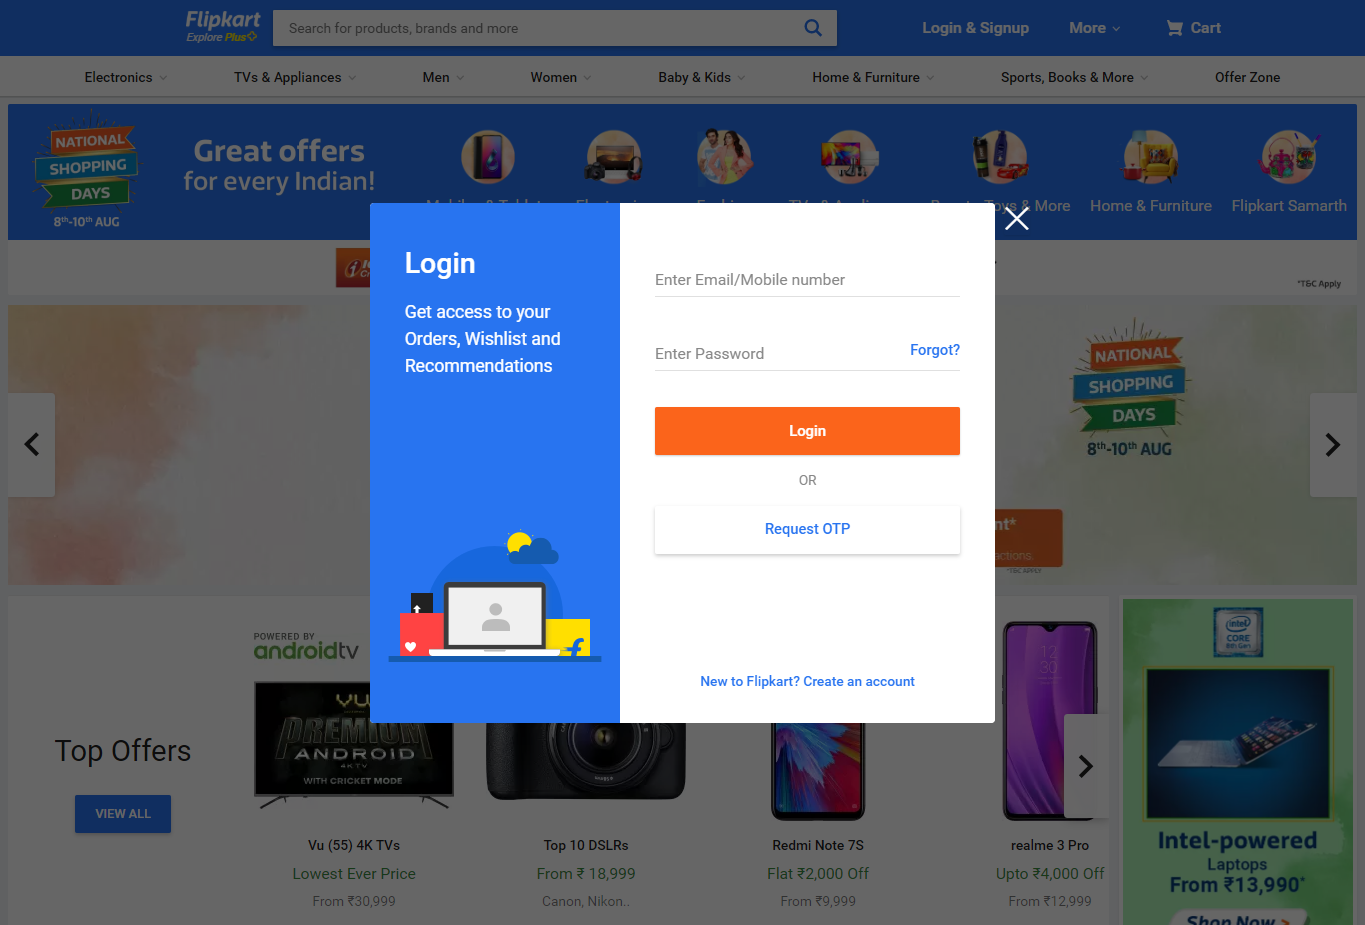 Flipkart
Explore Plus
Search for products, brands and more
Login & Signup
More
Cart
Electronics
TVs & Appliances
Men
Women
Baby & Kids
Home & Furniture
Sports, Books & More
Offer Zone
NATIONAL
SHOPPING
DAYS
8th-10th AUG
Great offers
for every Indian!
Toys & More
Home & Furniture
Flipkart Samarth
*T&C Apply
Login
Get access to your
Orders, Wishlist and
Recommendations
Enter Email/Mobile number
Enter Password
Forgot?
Login
OR
Request OTP
New to Flipkart? Create an account
NATIONAL
SHOPPING
DAYS
8th-10th AUG
nt*
actions.
*T&C APPLY
Top Offers
VIEW ALL
POWERED BY
androidtv
VU
PREMIUM
ANDROID
4K TV
WITH CRICKET MODE
Vu (55) 4K TVs
Lowest Ever Price
From ₹30,999
Top 10 DSLRs
From ₹ 18,999
Canon, Nikon..
Redmi Note 7S
Flat ₹2,000 Off
From ₹9,999
12
30
realme 3 Pro
Upto ₹4,000 Off
From ₹12,999
intel
CORE
8th Gen
Intel-powered
Laptops
From ₹13,990*
Shop Now >